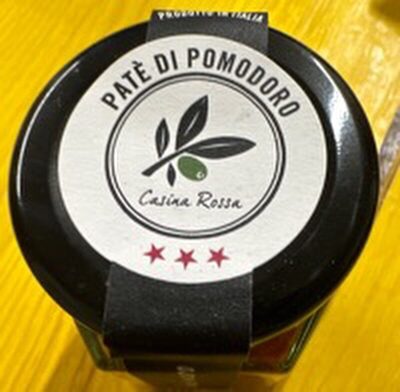 PRODOTTO IN ITALIA
PATÈ DI POMODORO
Casina Rossa